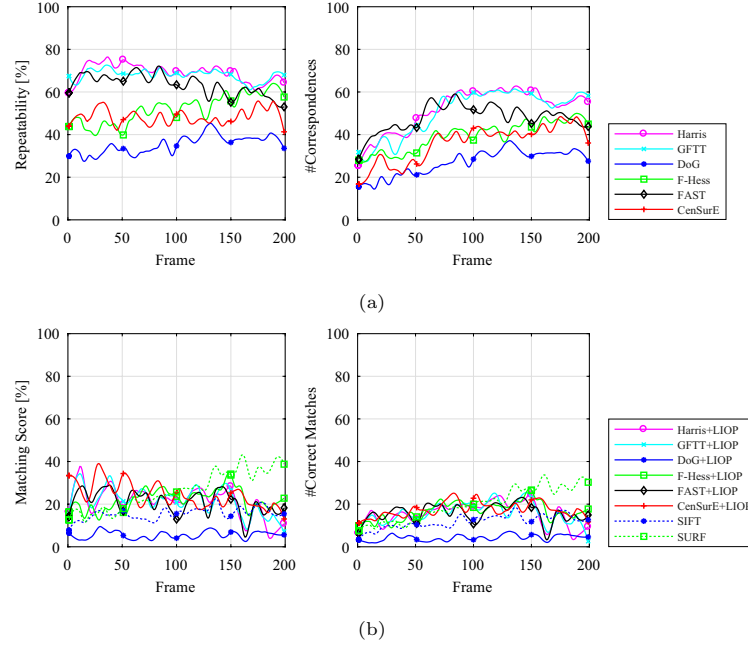 100
80
60
40
20
0
Repeatability [%]
0 50 100 150 200
Frame
100
80
60
40
20
0
#Correspondences
0 50 100 150 200
Frame
Harris
GFTT
DoG
F-Hess
FAST
CenSurE
(a)
100
80
60
40
20
0
Matching Score [%]
0 50 100 150 200
Frame
100
80
60
40
20
0
#Correct Matches
0 50 100 150 200
Frame
Harris+LIOP
GFTT+LIOP
DoG+LIOP
F-Hess+LIOP
FAST+LIOP
CenSurE+LIOP
SIFT
SURF
(b)